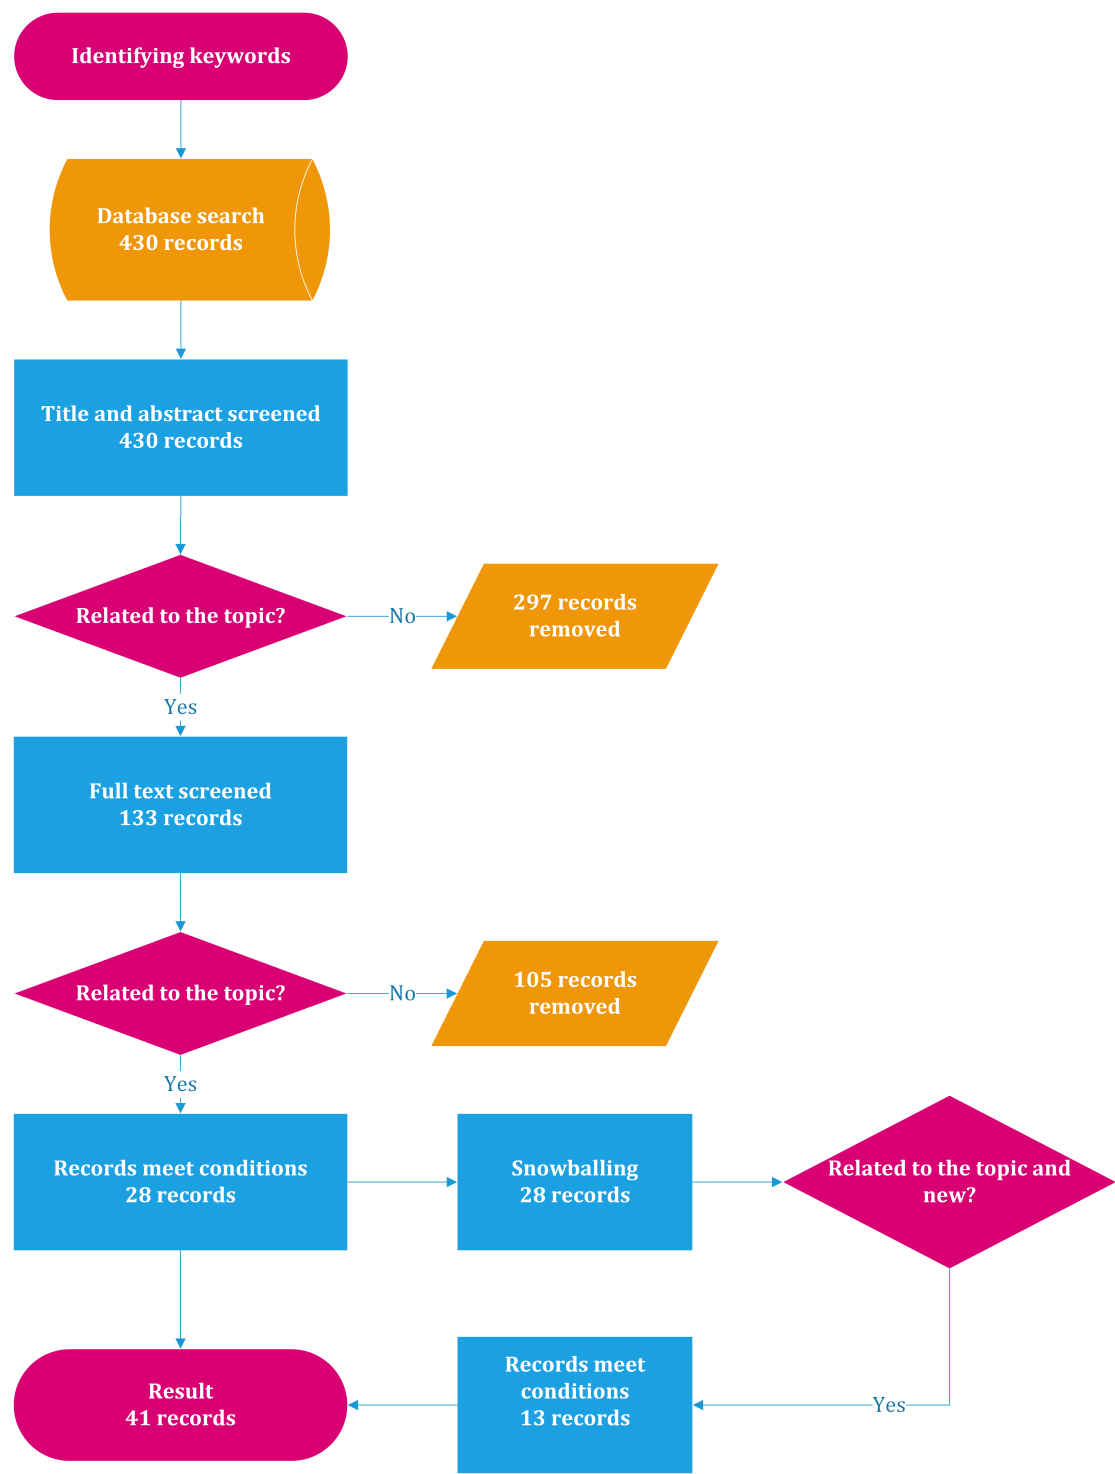 Identifying keywords
Database search
430 records
Title and abstract screened
430 records
Related to the topic?
No
297 records
removed
Yes
Full text screened
133 records
Related to the topic?
No
105 records
removed
Yes
Records meet conditions
28 records
Snowballing
28 records
Related to the topic and
new?
Yes
Records meet
conditions
13 records
Result
41 records